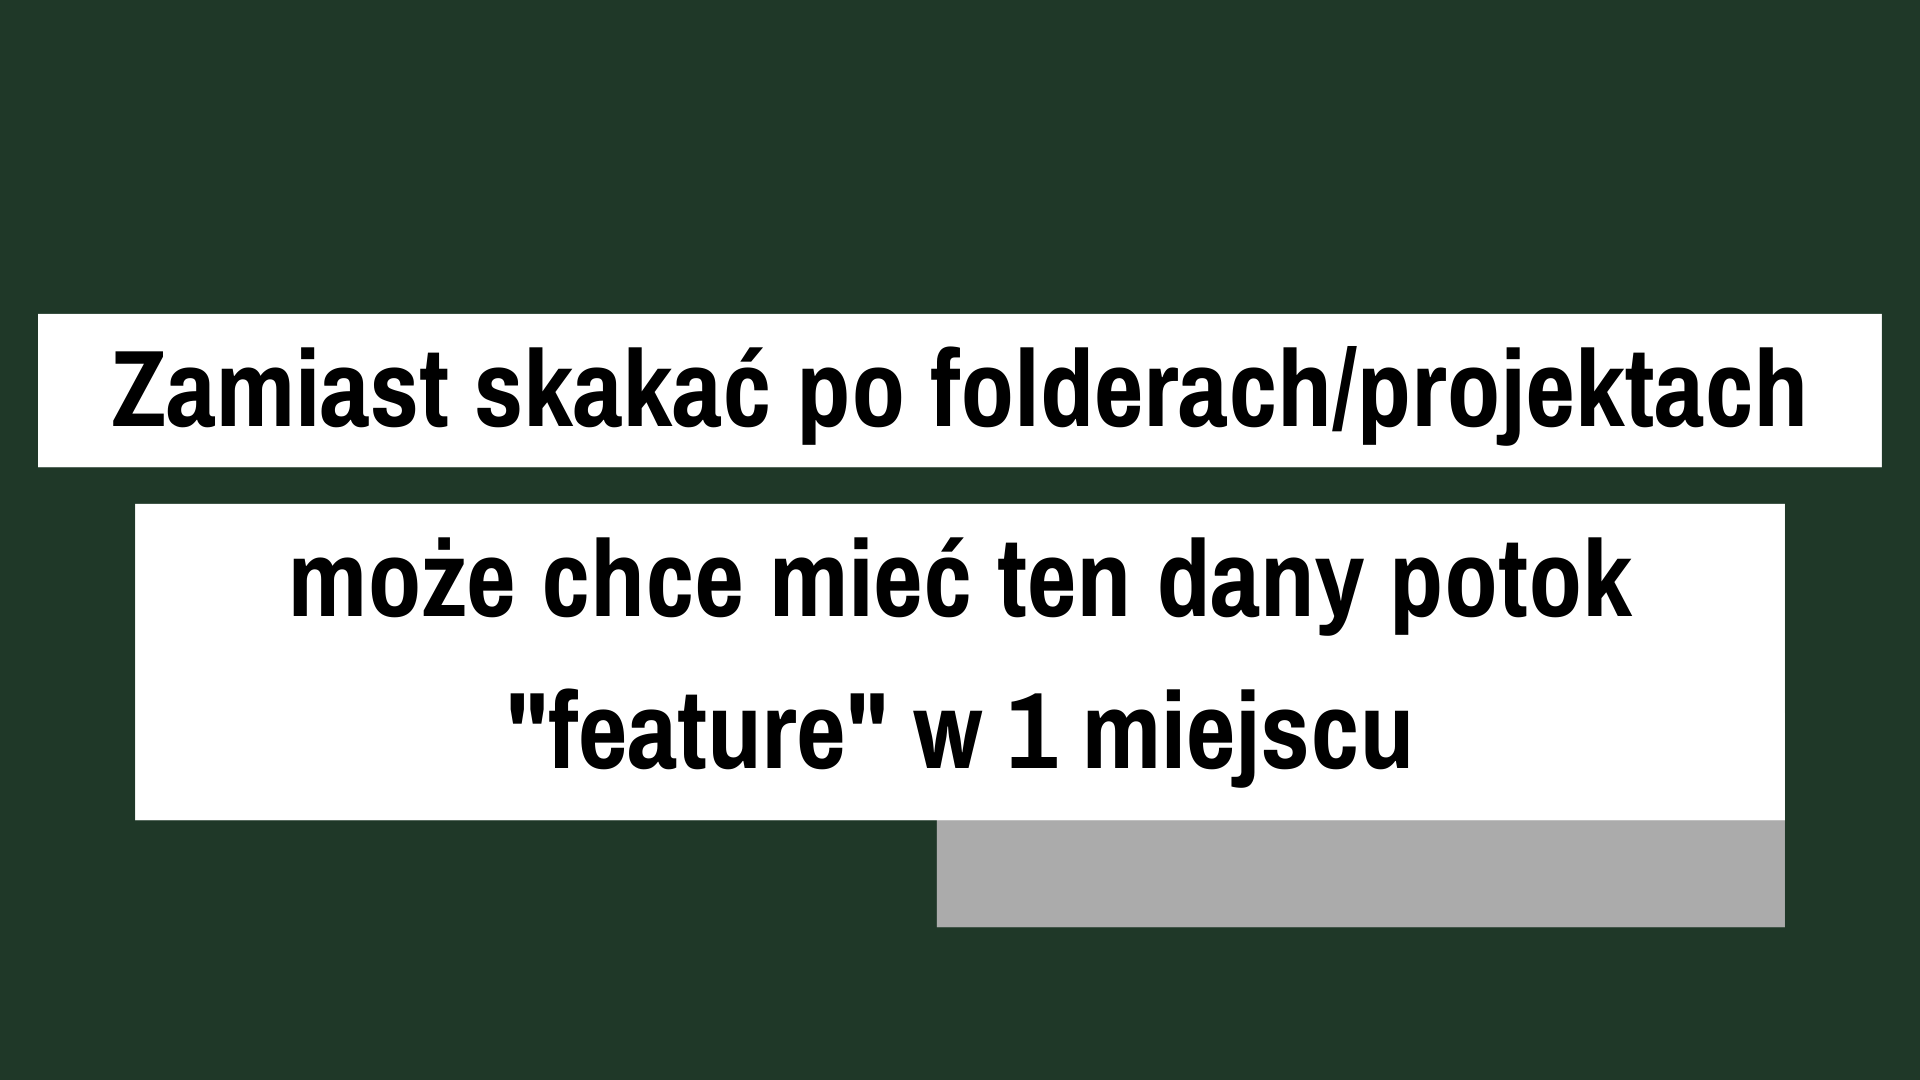 Zamiast skakać po folderach/projektach
może chce mieć ten dany potok
"feature" w 1 miejscu